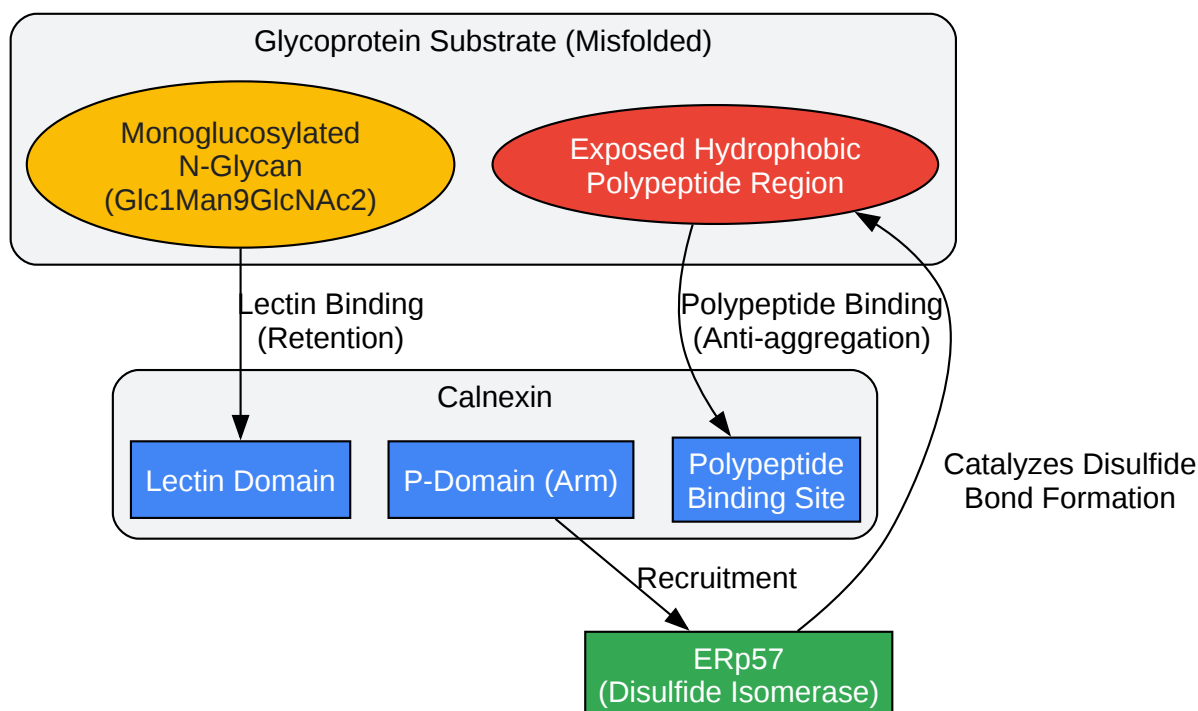 Glycoprotein Substrate (Misfolded)
Monoglucosylated
N-Glycan
(Glc1Man9GlcNAc2)
Exposed Hydrophobic
Polypeptide Region
Lectin Binding
(Retention)
Polypeptide Binding
(Anti-aggregation)
Calnexin
Lectin Domain
P-Domain (Arm)
Polypeptide
Binding Site
Catalyzes Disulfide
Bond Formation
Recruitment
ERp57
(Disulfide Isomerase)